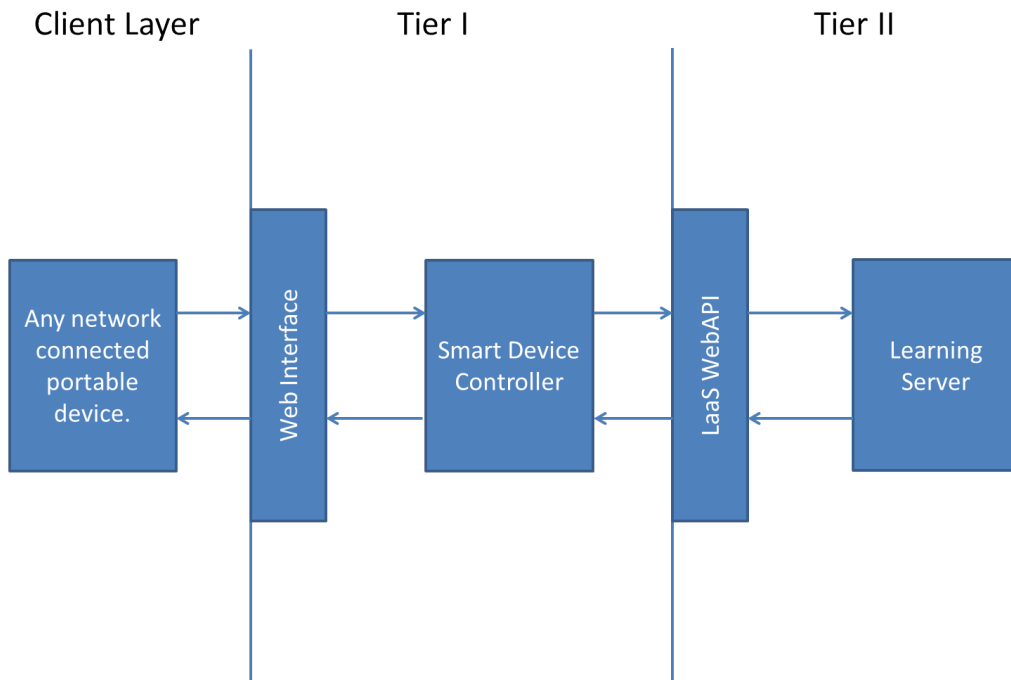 Client Layer
Tier I
Tier II
Any network
connected
portable
device.
Web Interface
Smart Device
Controller
LaaS WebAPI
Learning
Server